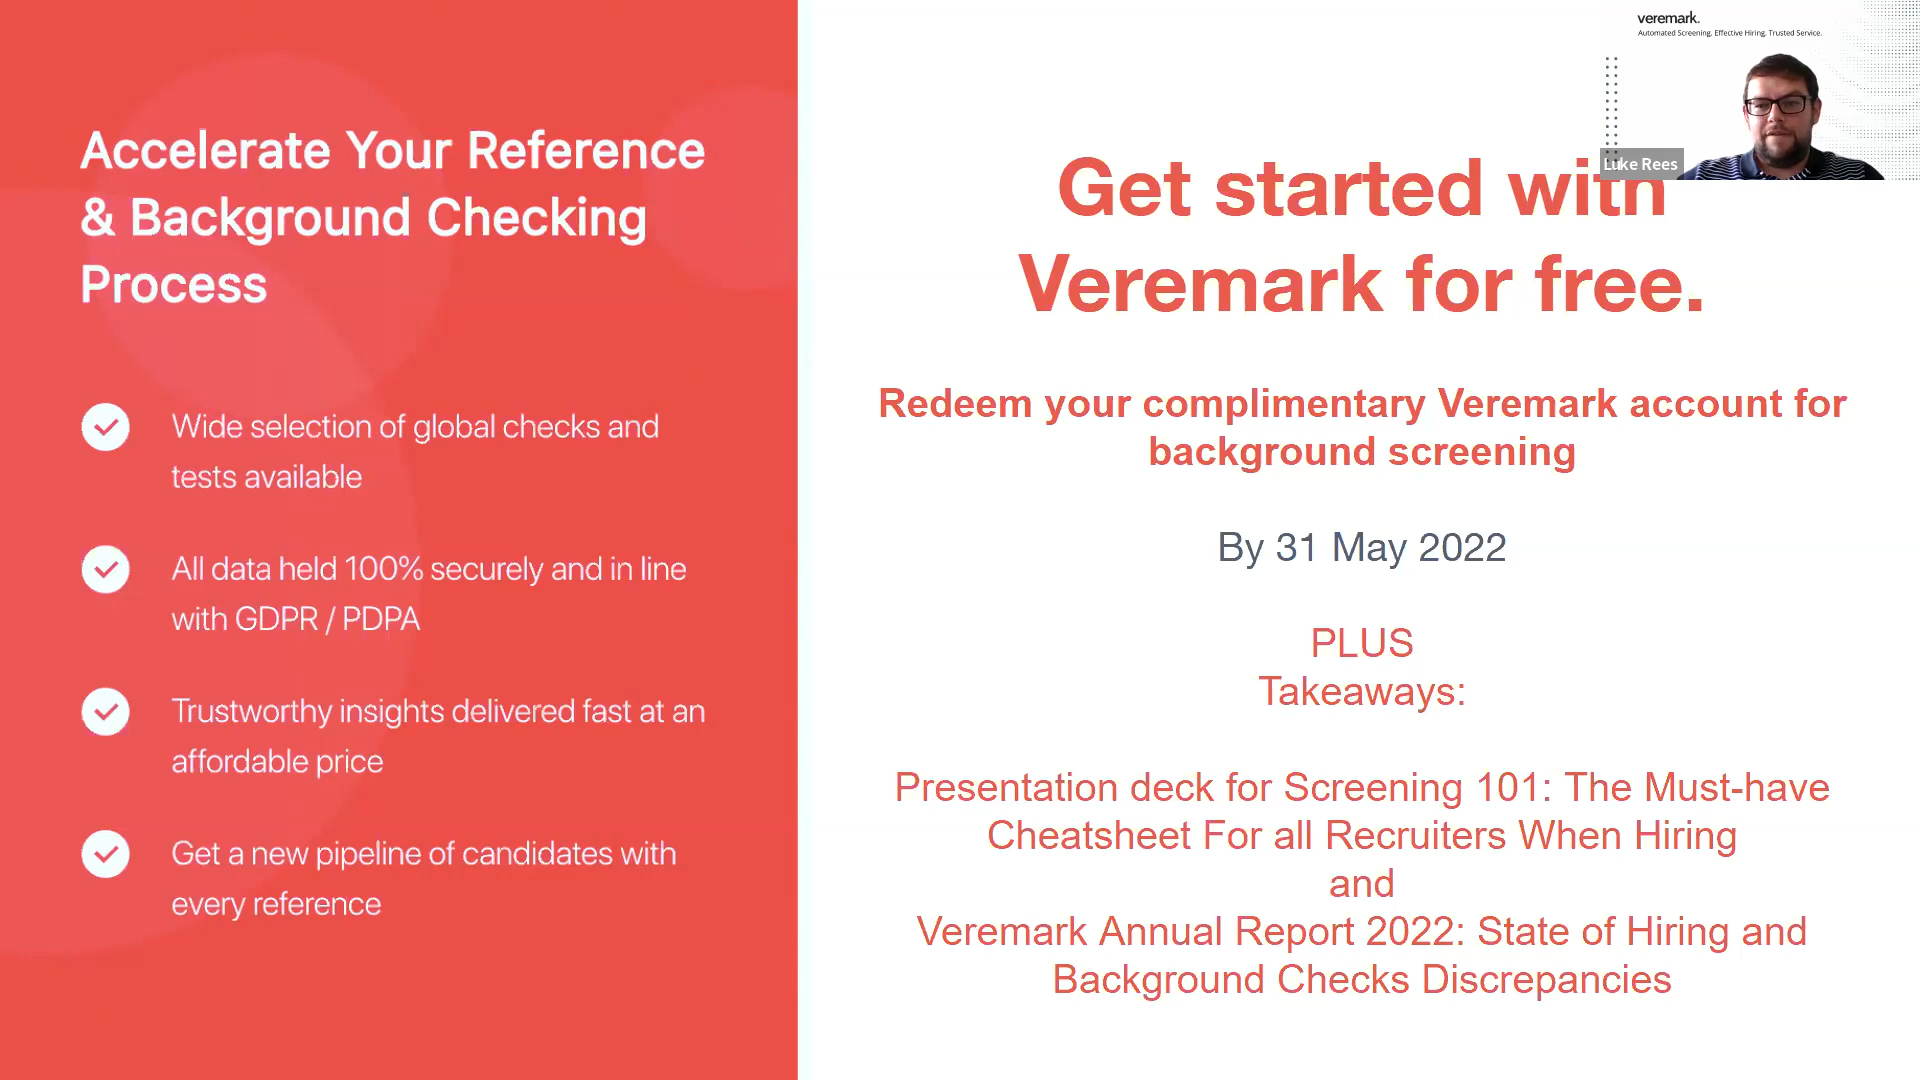 Accelerate Your Reference
& Background Checking
Process
Wide selection of global checks and
tests available
All data held 100% securely and in line
with GDPR / PDPA
Trustworthy insights delivered fast at an
affordable price
Get a new pipeline of candidates with
every reference
veremark.
Automated Screening, Effective Hiring, Trusted Service.
Luke Rees
Get started with
Veremark for free.
Redeem your complimentary Veremark account for
background screening
By 31 May 2022
PLUS
Takeaways:
Presentation deck for Screening 101: The Must-have
Cheatsheet For all Recruiters When Hiring
and
Veremark Annual Report 2022: State of Hiring and
Background Checks Discrepancies